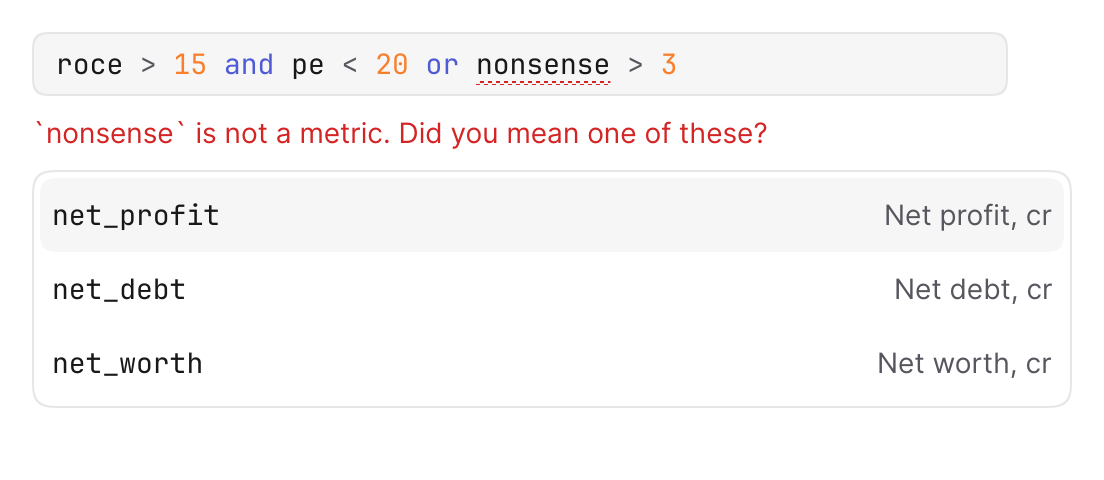 roce > 15 and pe < 20 or nonsense > 3
`nonsense` is not a metric. Did you mean one of these?
net_profit Net profit, cr
net_debt Net debt, cr
net_worth Net worth, cr